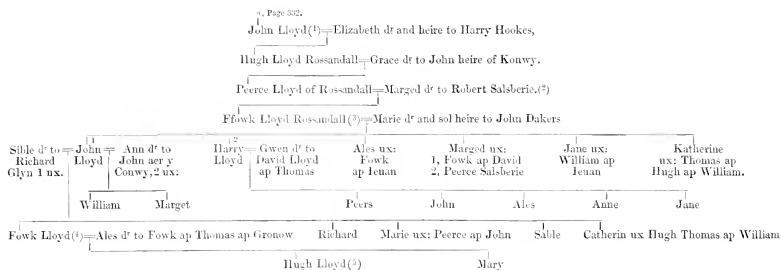 a, Page 332.
John Lloyd(1)=Elizabeth dr and heire to Harry Hookes,
Hugh Lloyd Rossandall=Grace dr to John heire of Konwy.
Peerce Lloyd of Rossandall=Marged dr to Robert Salsberie.(2)
Ffowk Lloyd Rossandall(3)=Marie dr and sol heire to John Dakers
Sible dr to = John = Ann dr to
Richard Lloyd John aer y
Glyn 1 ux. Conwy, 2 ux:
1
2
Harry= Gwen dr to
Lloyd David Lloyd
ap Thomas
Ales ux:
Fowk
ap Ieuan
Marged ux:
1, Fowk ap David
2, Peerce Salsberie
Jane ux:
William ap
Ieuan
Katherine
ux: Thomas ap
Hugh ap William.
William Marget Peers John Ales Anne Jane
Fowk Lloyd(4)=Ales dr to Fowk ap Thomas ap Gronow Richard Marie ux: Peerce ap John Sable Catherin ux Hugh Thomas ap William
Hugh Lloyd(5) Mary